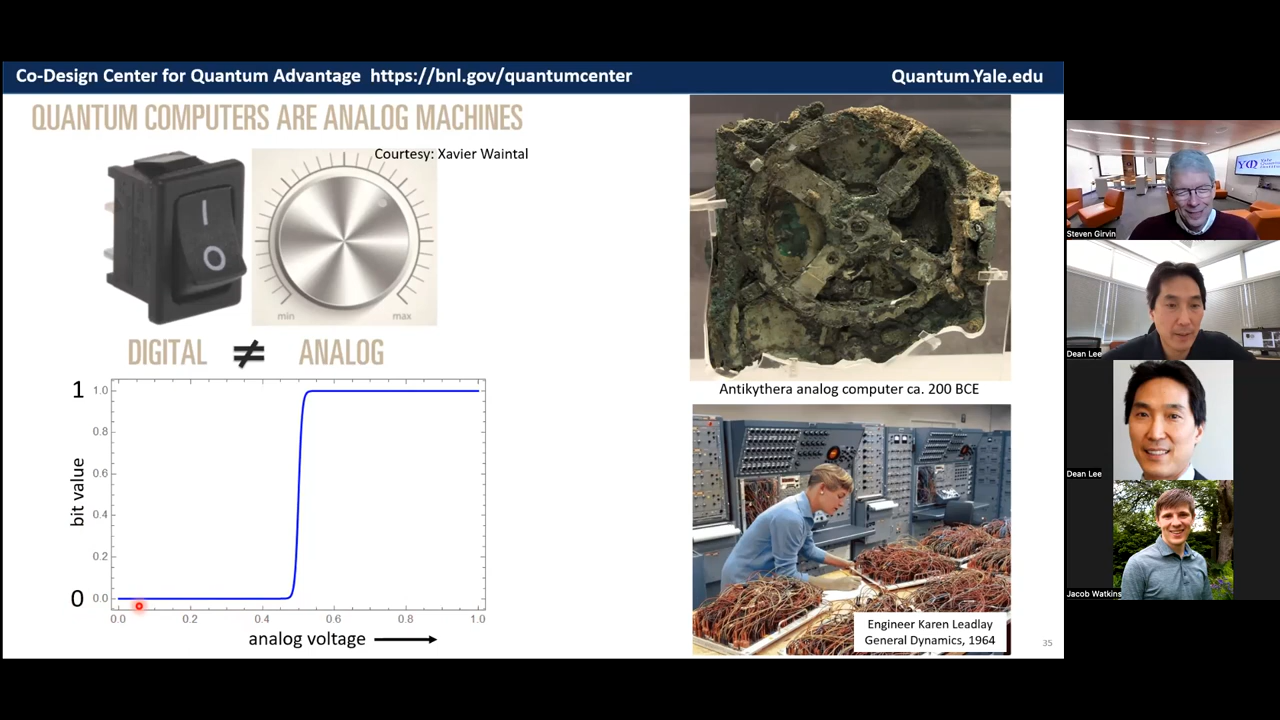 Co-Design Center for Quantum Advantage https://bnl.gov/quantumcenter
Quantum.Yale.edu
QUANTUM COMPUTERS ARE ANALOG MACHINES
Courtesy: Xavier Waintal
min
max
DIGITAL ≠ ANALOG
1
1.0
0.8
0.6
0.4
0.2
0
0.0
bit value
0.0 0.2 0.4 0.6 0.8 1.0
analog voltage
Antikythera analog computer ca. 200 BCE
Engineer Karen Leadlay
General Dynamics, 1964
35
Steven Girvin
Dean Lee
Dean Lee
Jacob Watkins